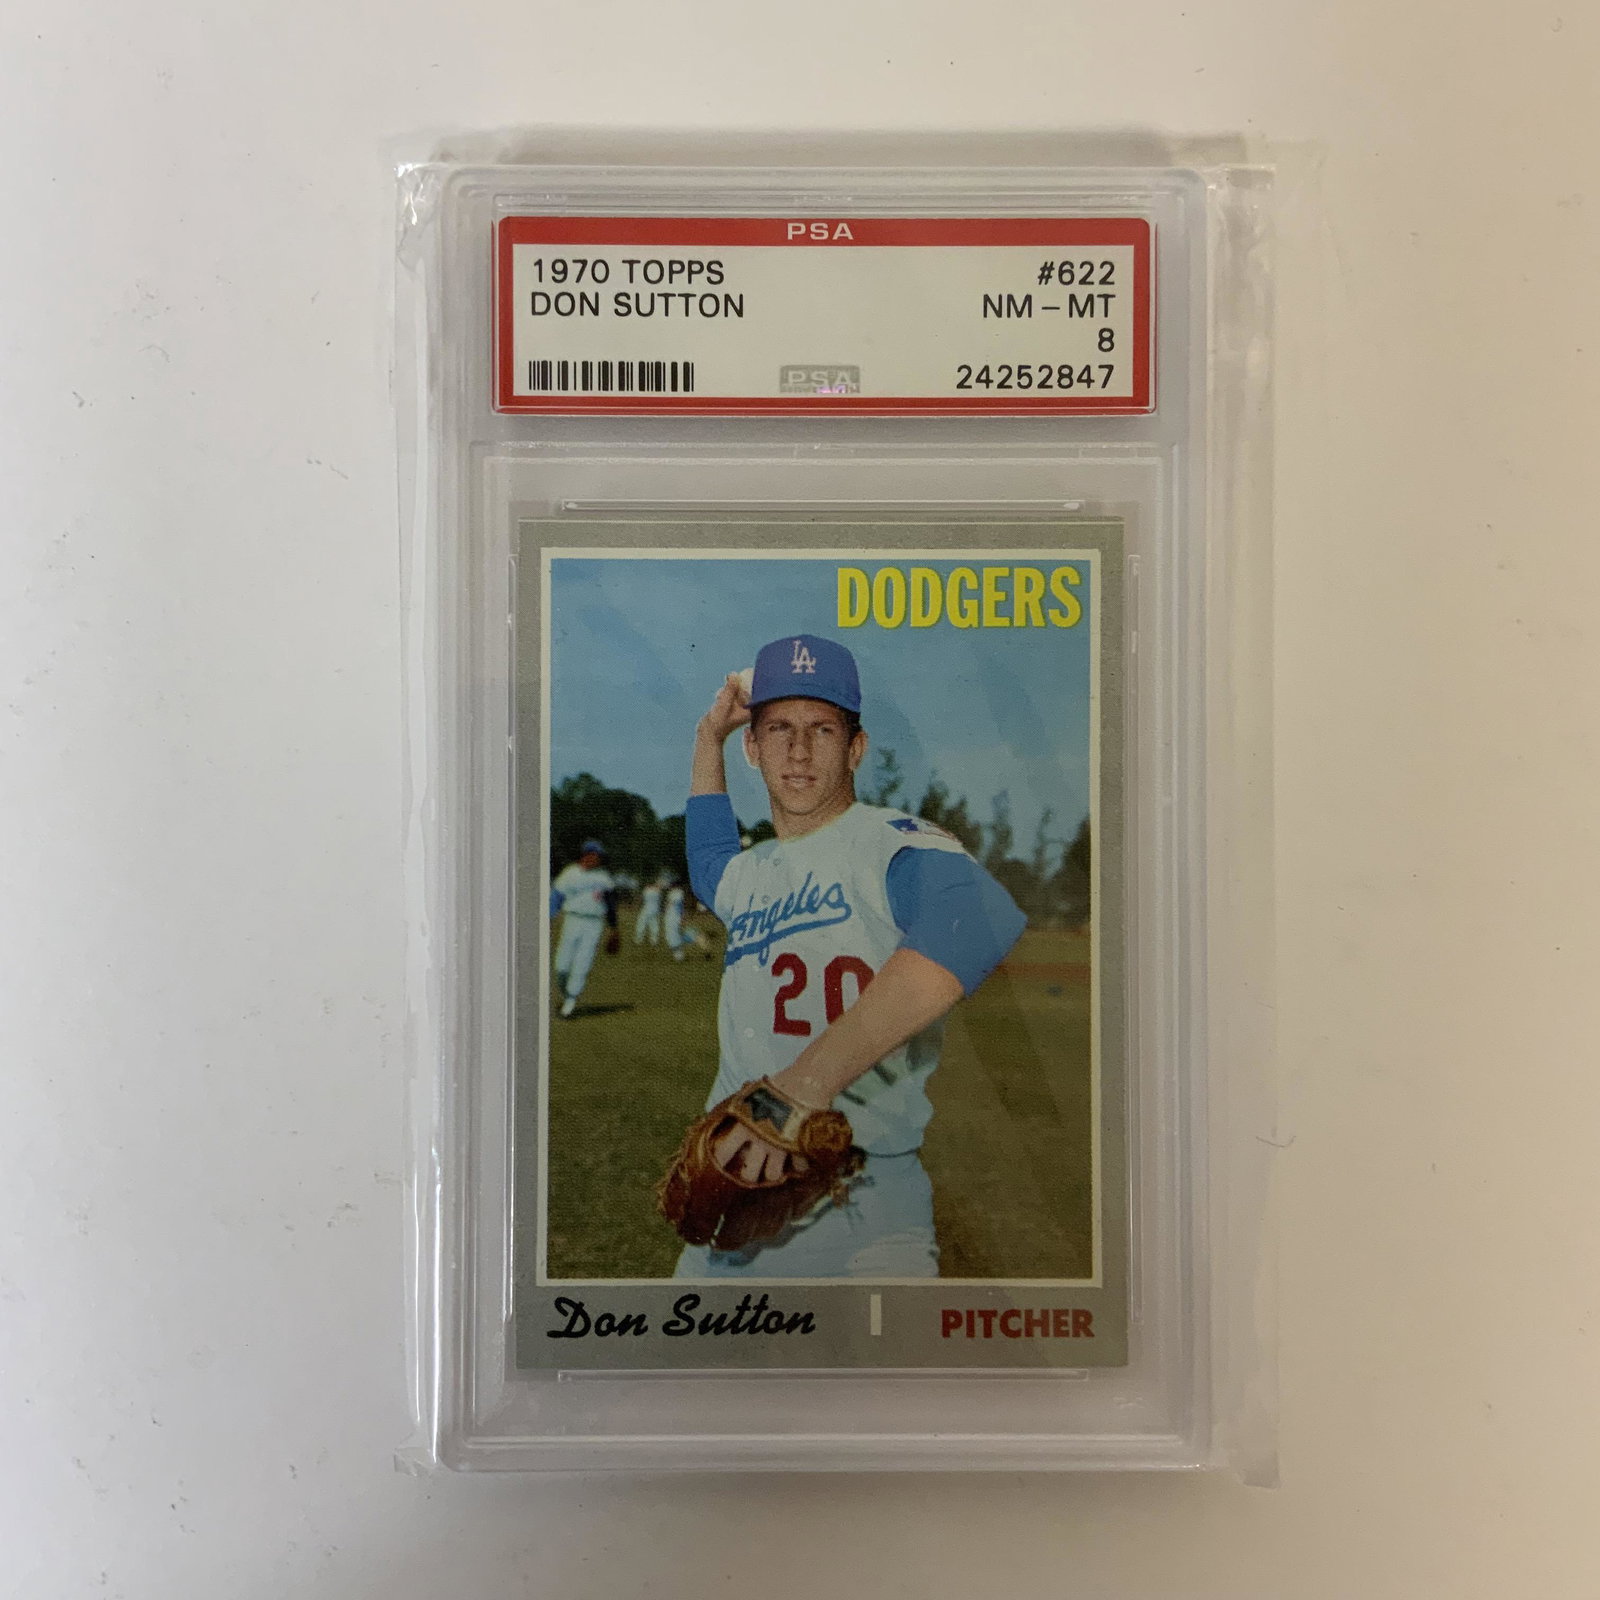 PSA
1970 TOPPS #622
DON SUTTON NM - MT
8
PSA 24252847
DODGERS
LA
Angeles
20
Don Sutton PITCHER